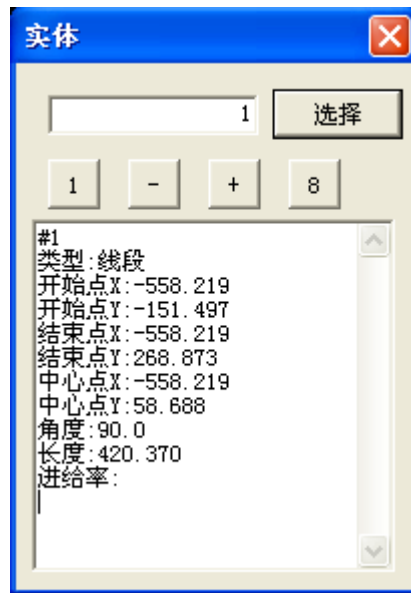 实体
1
选择
1
-
+
8
#1
类型:线段
开始点X:-558.219
开始点Y:-151.497
结束点X:-558.219
结束点Y:268.873
中心点X:-558.219
中心点Y:58.688
角度:90.0
长度:420.370
进给率: